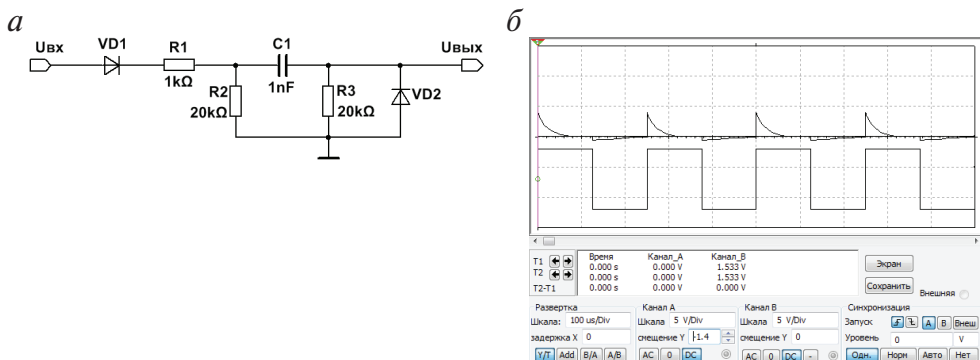 а
Uвх
VD1
R1
1kΩ
C1
1nF
Uвых
R2
20kΩ
R3
20kΩ
VD2
б
Время Канал_A Канал_B
T1 0.000 s 0.000 V 1.533 V
T2 0.000 s 0.000 V 1.533 V
T2-T1 0.000 s 0.000 V 0.000 V
Экран
Сохранить
Внешняя
Развертка
Шкала: 100 us/Div
задержка X 0
Y/T Add B/A A/B
Канал A
Шкала 5 V/Div
смещение Y -1.4
AC 0 DC
Канал B
Шкала 5 V/Div
смещение Y 0
AC 0 DC -
Синхронизация
Запуск A B Внеш
Уровень 0 V
Одн. Норм Авто Нет